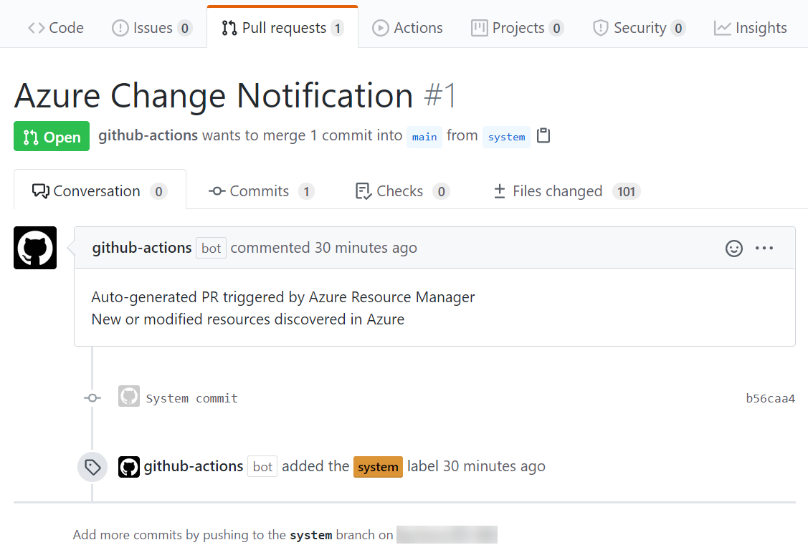 Code Issues 0 Pull requests 1 Actions Projects 0 Security 0 Insights
Azure Change Notification #1
Open github-actions wants to merge 1 commit into main from system
Conversation 0 Commits 1 Checks 0 Files changed 101
github-actions bot commented 30 minutes ago
Auto-generated PR triggered by Azure Resource Manager
New or modified resources discovered in Azure
System commit b56caa4
github-actions bot added the system label 30 minutes ago
Add more commits by pushing to the system branch on